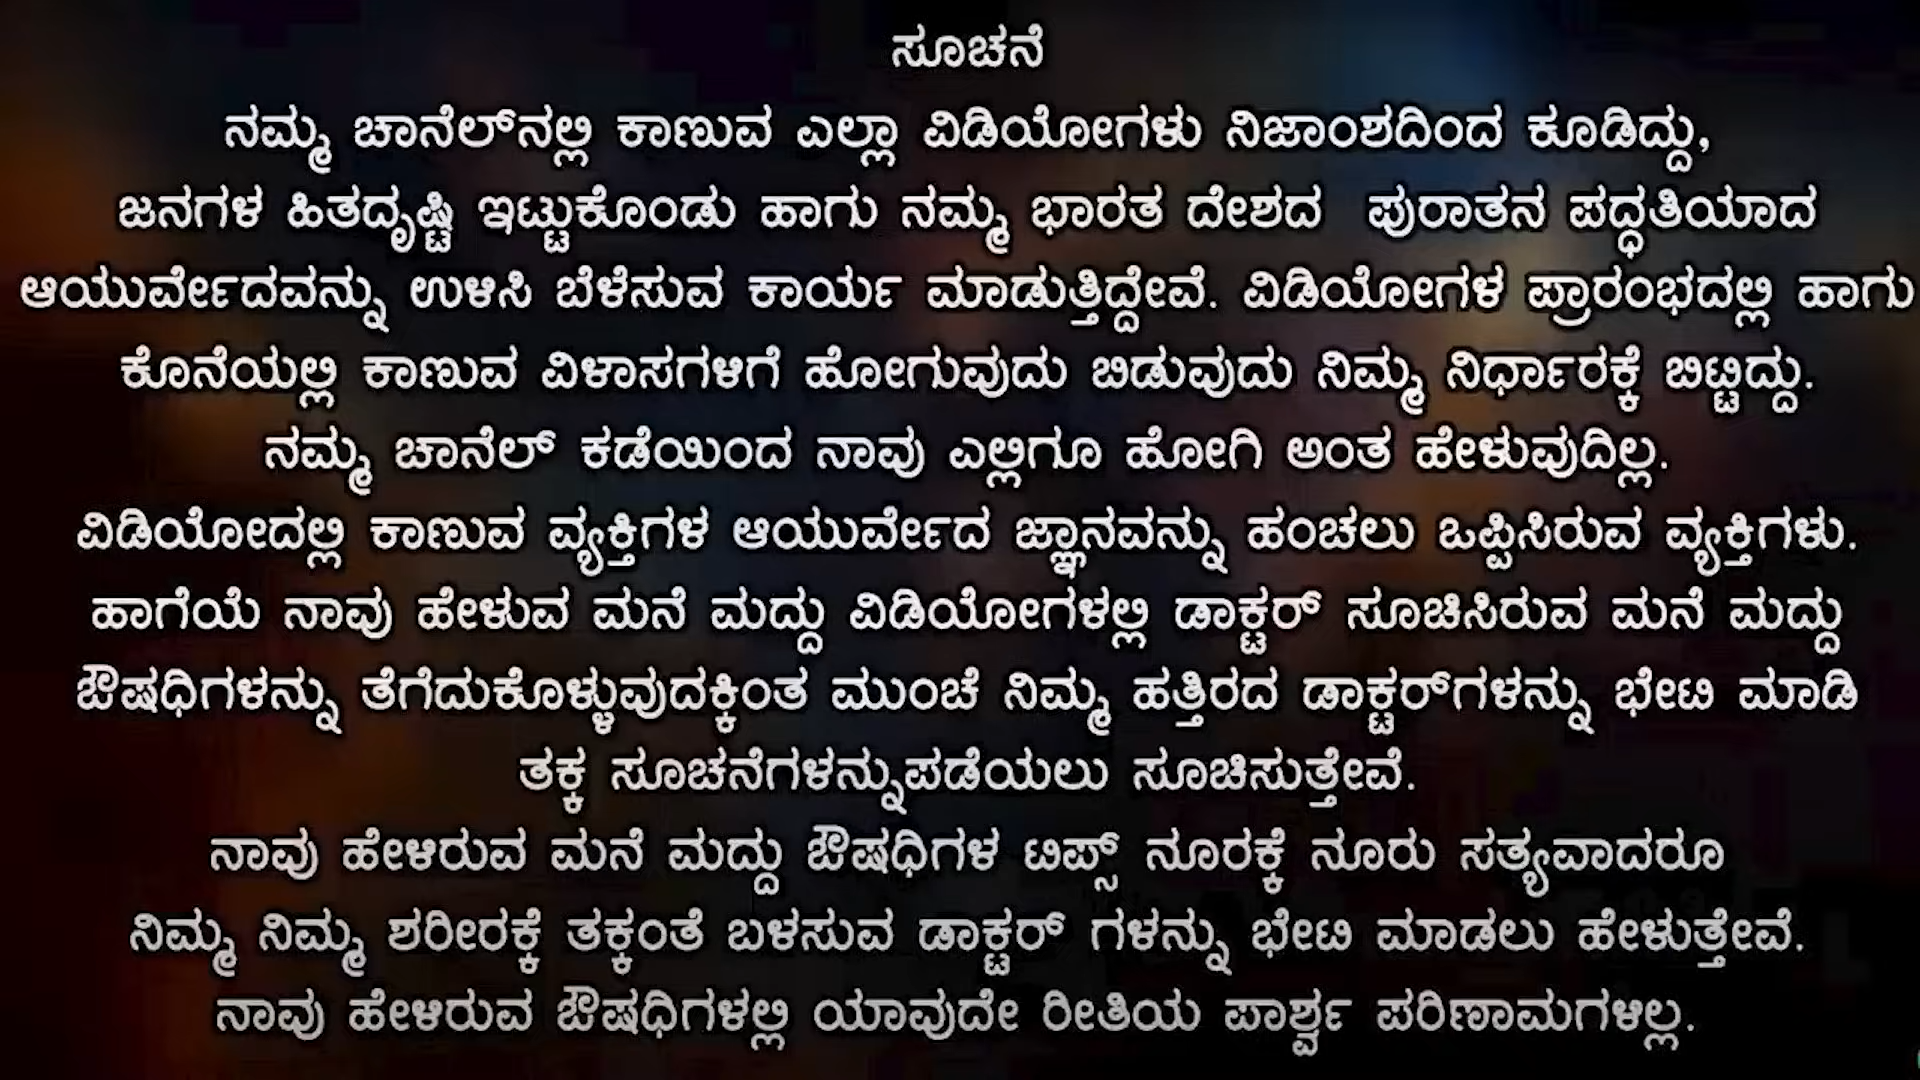 ಸೂಚನೆ
ನಮ್ಮ ಚಾನೆಲ್‌ನಲ್ಲಿ ಕಾಣುವ ಎಲ್ಲಾ ವಿಡಿಯೋಗಳು ನಿಜಾಂಶದಿಂದ ಕೂಡಿದ್ದು,
ಜನಗಳ ಹಿತದೃಷ್ಟಿ ಇಟ್ಟುಕೊಂಡು ಹಾಗು ನಮ್ಮ ಭಾರತ ದೇಶದ ಪುರಾತನ ಪದ್ಧತಿಯಾದ
ಆಯುರ್ವೇದವನ್ನು ಉಳಿಸಿ ಬೆಳೆಸುವ ಕಾರ್ಯ ಮಾಡುತ್ತಿದ್ದೇವೆ. ವಿಡಿಯೋಗಳ ಪ್ರಾರಂಭದಲ್ಲಿ ಹಾಗು
ಕೊನೆಯಲ್ಲಿ ಕಾಣುವ ವಿಳಾಸಗಳಿಗೆ ಹೋಗುವುದು ಬಿಡುವುದು ನಿಮ್ಮ ನಿರ್ಧಾರಕ್ಕೆ ಬಿಟ್ಟಿದ್ದು.
ನಮ್ಮ ಚಾನೆಲ್ ಕಡೆಯಿಂದ ನಾವು ಎಲ್ಲಿಗೂ ಹೋಗಿ ಅಂತ ಹೇಳುವುದಿಲ್ಲ.
ವಿಡಿಯೋದಲ್ಲಿ ಕಾಣುವ ವ್ಯಕ್ತಿಗಳ ಆಯುರ್ವೇದ ಜ್ಞಾನವನ್ನು ಹಂಚಲು ಒಪ್ಪಿಸಿರುವ ವ್ಯಕ್ತಿಗಳು.
ಹಾಗೆಯೆ ನಾವು ಹೇಳುವ ಮನೆ ಮದ್ದು ವಿಡಿಯೋಗಳಲ್ಲಿ ಡಾಕ್ಟರ್ ಸೂಚಿಸಿರುವ ಮನೆ ಮದ್ದು
ಔಷಧಿಗಳನ್ನು ತೆಗೆದುಕೊಳ್ಳುವುದಕ್ಕಿಂತ ಮುಂಚೆ ನಿಮ್ಮ ಹತ್ತಿರದ ಡಾಕ್ಟರ್‌ಗಳನ್ನು ಭೇಟಿ ಮಾಡಿ
ತಕ್ಕ ಸೂಚನೆಗಳನ್ನುಪಡೆಯಲು ಸೂಚಿಸುತ್ತೇವೆ.
ನಾವು ಹೇಳಿರುವ ಮನೆ ಮದ್ದು ಔಷಧಿಗಳ ಟಿಪ್ಸ್ ನೂರಕ್ಕೆ ನೂರು ಸತ್ಯವಾದರೂ
ನಿಮ್ಮ ನಿಮ್ಮ ಶರೀರಕ್ಕೆ ತಕ್ಕಂತೆ ಬಳಸುವ ಡಾಕ್ಟರ್ ಗಳನ್ನು ಭೇಟಿ ಮಾಡಲು ಹೇಳುತ್ತೇವೆ.
ನಾವು ಹೇಳಿರುವ ಔಷಧಿಗಳಲ್ಲಿ ಯಾವುದೇ ರೀತಿಯ ಪಾರ್ಶ್ವ ಪರಿಣಾಮಗಳಿಲ್ಲ.